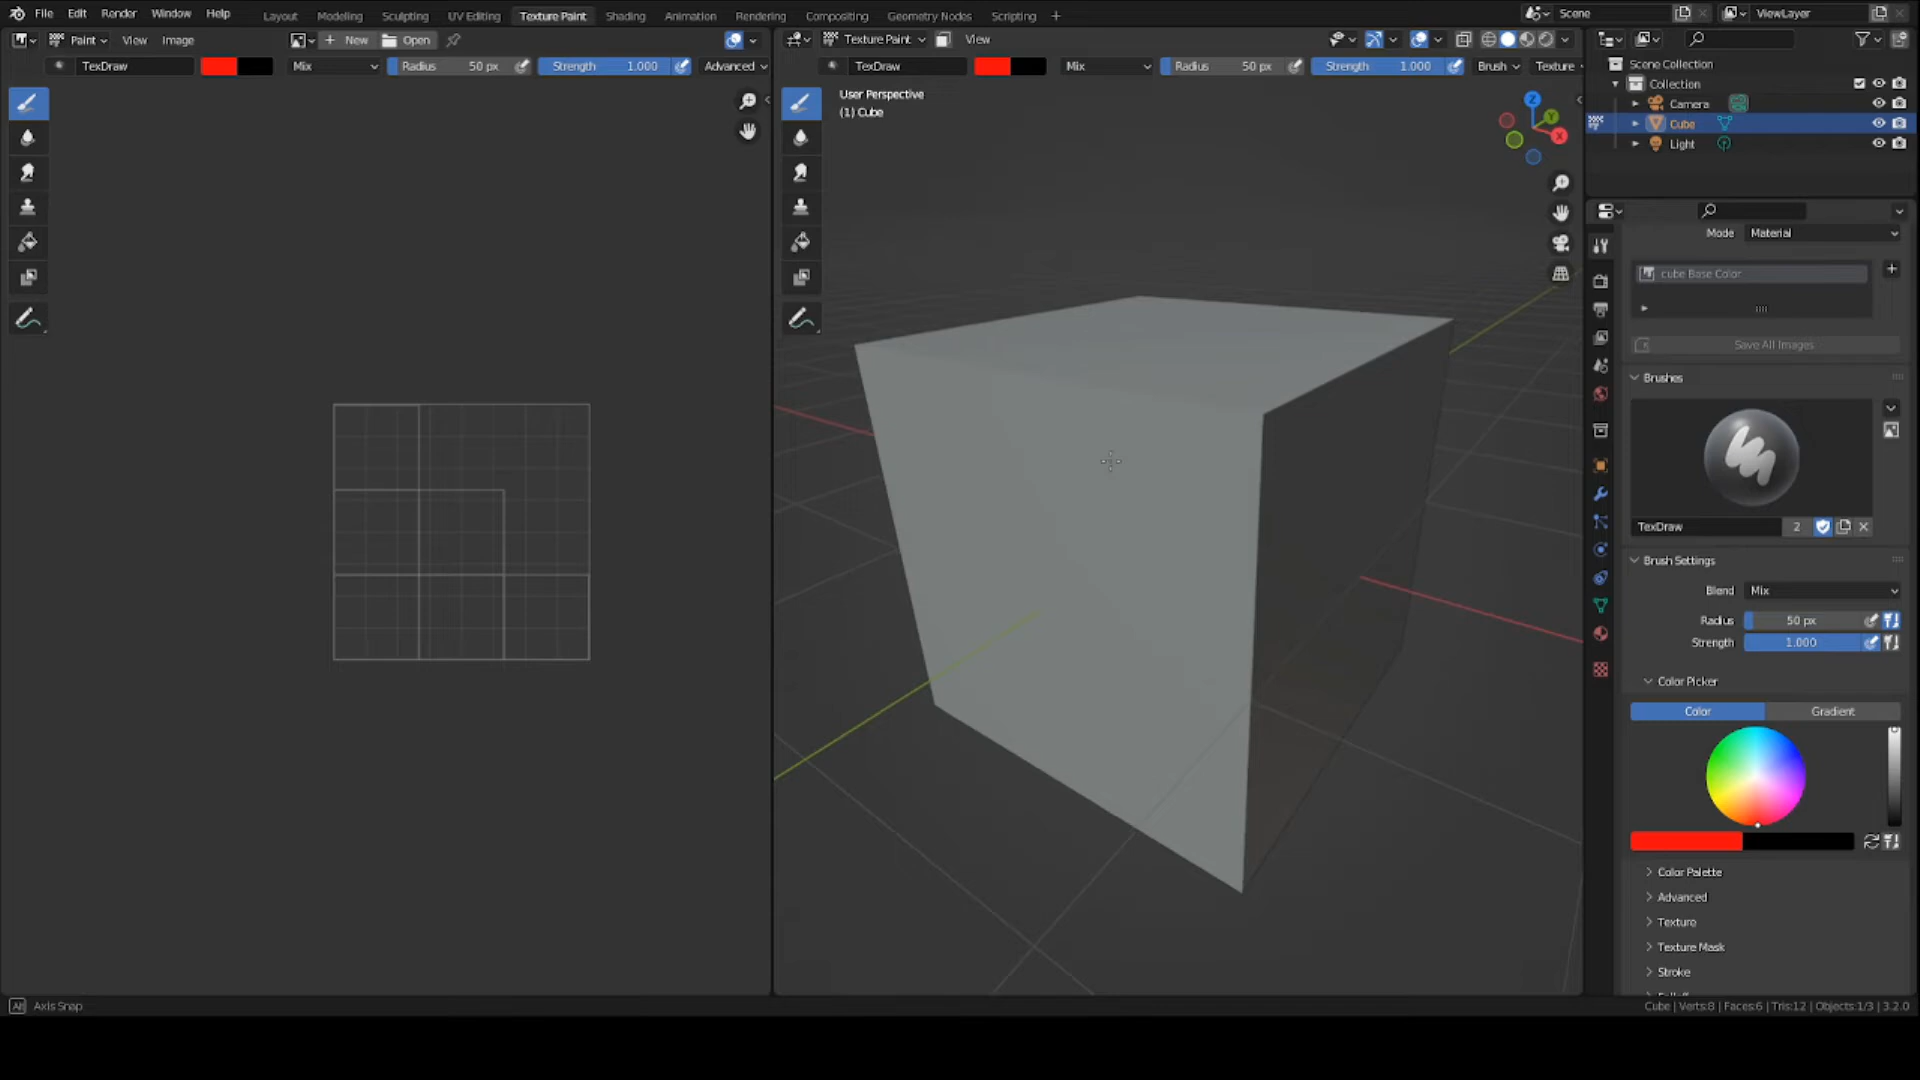 File Edit Render Window Help Layout Modeling Sculpting UV Editing Texture Paint Shading Animation Rendering Compositing Geometry Nodes Scripting + Scene ViewLayer
Paint View Image + New Open Texture Paint View
TexDraw Mix Radius 50 px Strength 1.000 Advanced TexDraw Mix Radius 50 px Strength 1.000 Brush Texture
User Perspective
(1) Cube
Z
Y
X
Scene Collection
Collection
Camera
Cube
Light
Mode Material
cube Base Color
Save All Images
Brushes
TexDraw 2
Brush Settings
Blend Mix
Radius 50 px
Strength 1.000
Color Picker
Color Gradient
Color Palette
Advanced
Texture
Texture Mask
Stroke
Alt Axis Snap
Cube | Verts:8 | Faces:6 | Tris:12 | Objects:1/3 | 3.2.0